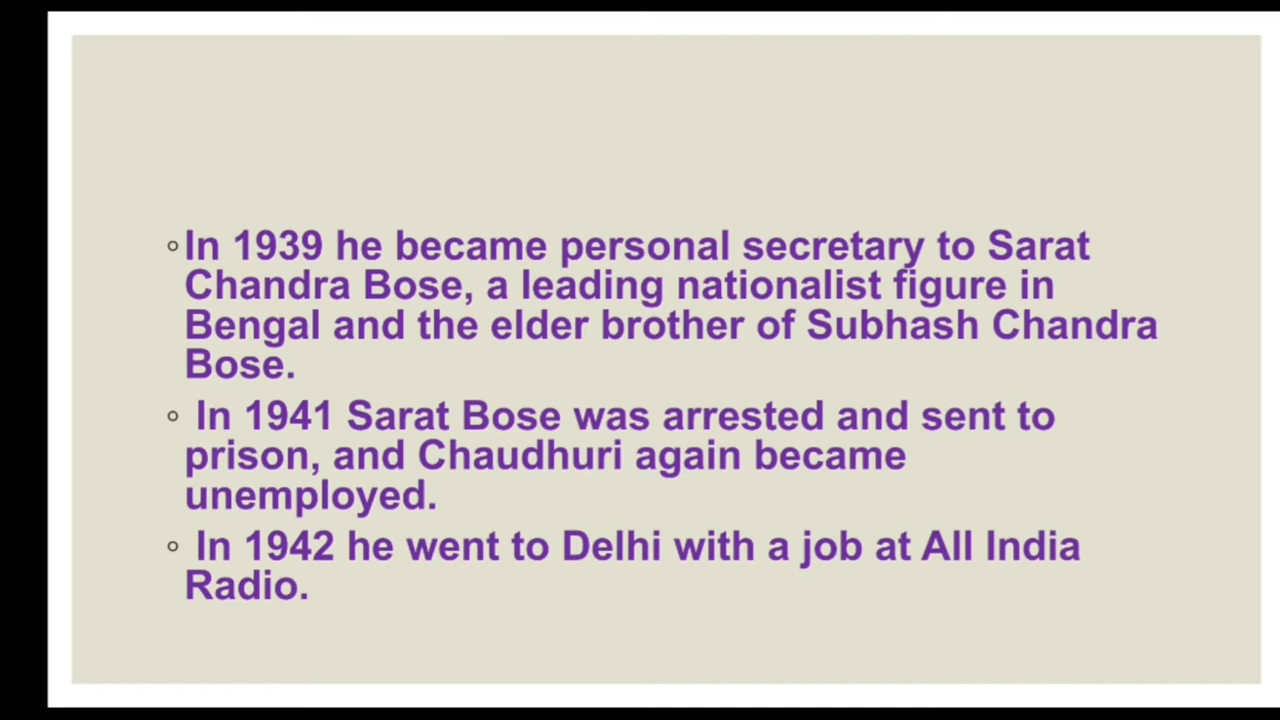 ◦In 1939 he became personal secretary to Sarat
Chandra Bose, a leading nationalist figure in
Bengal and the elder brother of Subhash Chandra
Bose.
◦ In 1941 Sarat Bose was arrested and sent to
prison, and Chaudhuri again became
unemployed.
◦ In 1942 he went to Delhi with a job at All India
Radio.